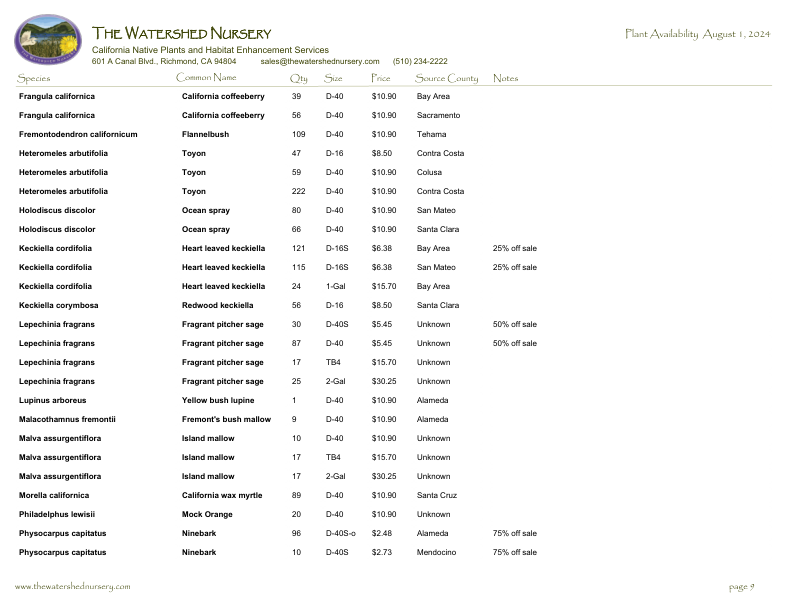 THE WATERSHED NURSERY
Plant Availability August 1, 2024
California Native Plants and Habitat Enhancement Services
601 A Canal Blvd., Richmond, CA 94804 sales@thewatershednursery.com (510) 234-2222
Species Common Name Qty Size Price Source County Notes
Frangula californica California coffeeberry 39 D-40 $10.90 Bay Area
Frangula californica California coffeeberry 56 D-40 $10.90 Sacramento
Fremontodendron californicum Flannelbush 109 D-40 $10.90 Tehama
Heteromeles arbutifolia Toyon 47 D-16 $8.50 Contra Costa
Heteromeles arbutifolia Toyon 59 D-40 $10.90 Colusa
Heteromeles arbutifolia Toyon 222 D-40 $10.90 Contra Costa
Holodiscus discolor Ocean spray 80 D-40 $10.90 San Mateo
Holodiscus discolor Ocean spray 66 D-40 $10.90 Santa Clara
Keckiella cordifolia Heart leaved keckiella 121 D-16S $6.38 Bay Area 25% off sale
Keckiella cordifolia Heart leaved keckiella 115 D-16S $6.38 San Mateo 25% off sale
Keckiella cordifolia Heart leaved keckiella 24 1-Gal $15.70 Bay Area
Keckiella corymbosa Redwood keckiella 56 D-16 $8.50 Santa Clara
Lepechinia fragrans Fragrant pitcher sage 30 D-40S $5.45 Unknown 50% off sale
Lepechinia fragrans Fragrant pitcher sage 87 D-40 $5.45 Unknown 50% off sale
Lepechinia fragrans Fragrant pitcher sage 17 TB4 $15.70 Unknown
Lepechinia fragrans Fragrant pitcher sage 25 2-Gal $30.25 Unknown
Lupinus arboreus Yellow bush lupine 1 D-40 $10.90 Alameda
Malacothamnus fremontii Fremont's bush mallow 9 D-40 $10.90 Alameda
Malva assurgentiflora Island mallow 10 D-40 $10.90 Unknown
Malva assurgentiflora Island mallow 17 TB4 $15.70 Unknown
Malva assurgentiflora Island mallow 17 2-Gal $30.25 Unknown
Morella californica California wax myrtle 89 D-40 $10.90 Santa Cruz
Philadelphus lewisii Mock Orange 20 D-40 $10.90 Unknown
Physocarpus capitatus Ninebark 96 D-40S-o $2.48 Alameda 75% off sale
Physocarpus capitatus Ninebark 10 D-40S $2.73 Mendocino 75% off sale
www.thewatershednursery.com page 9